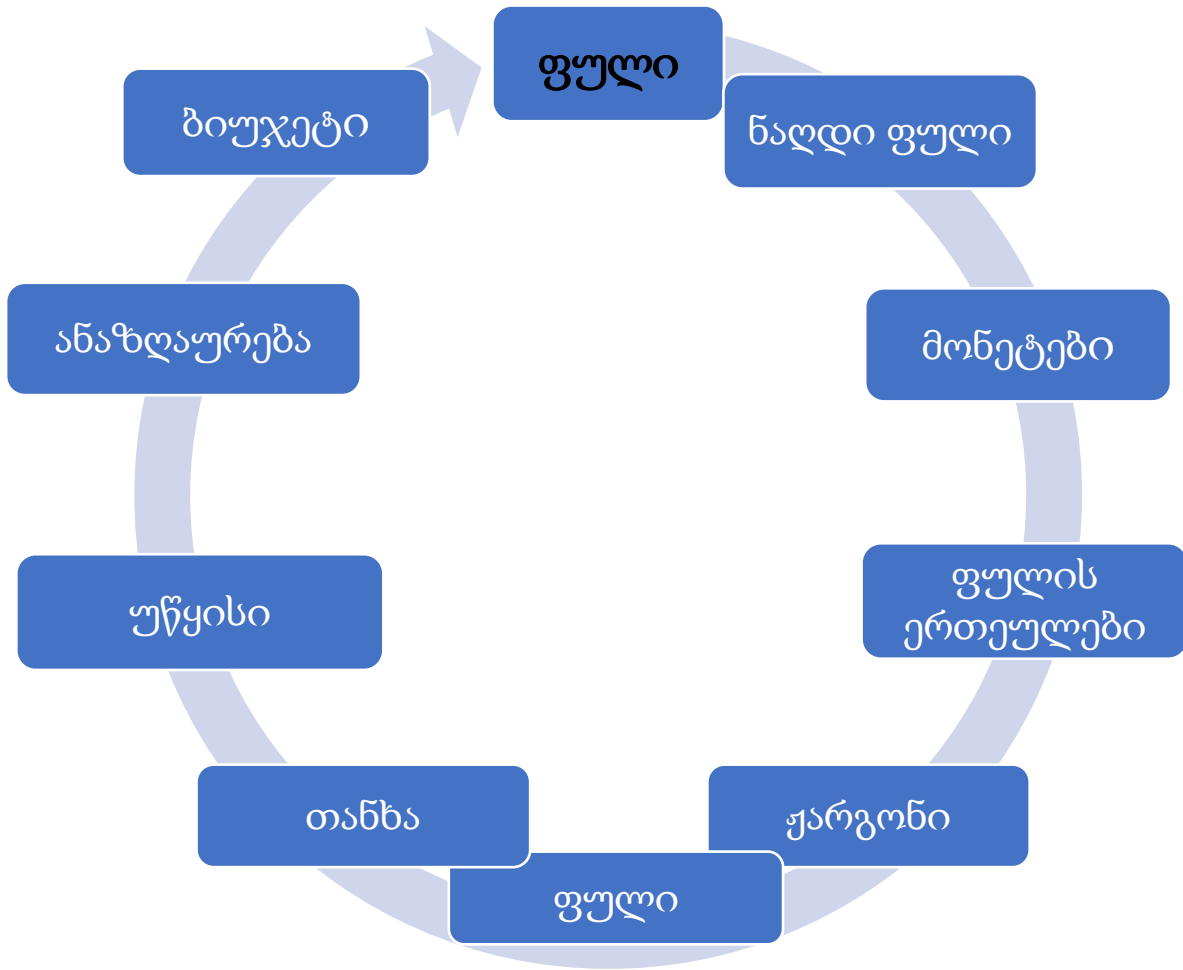 ფული
ნაღდი ფული
მონეტები
ფულის
ერთეულები
ჟარგონი
ფული
თანხა
უწყისი
ანაზღაურება
ბიუჯეტი